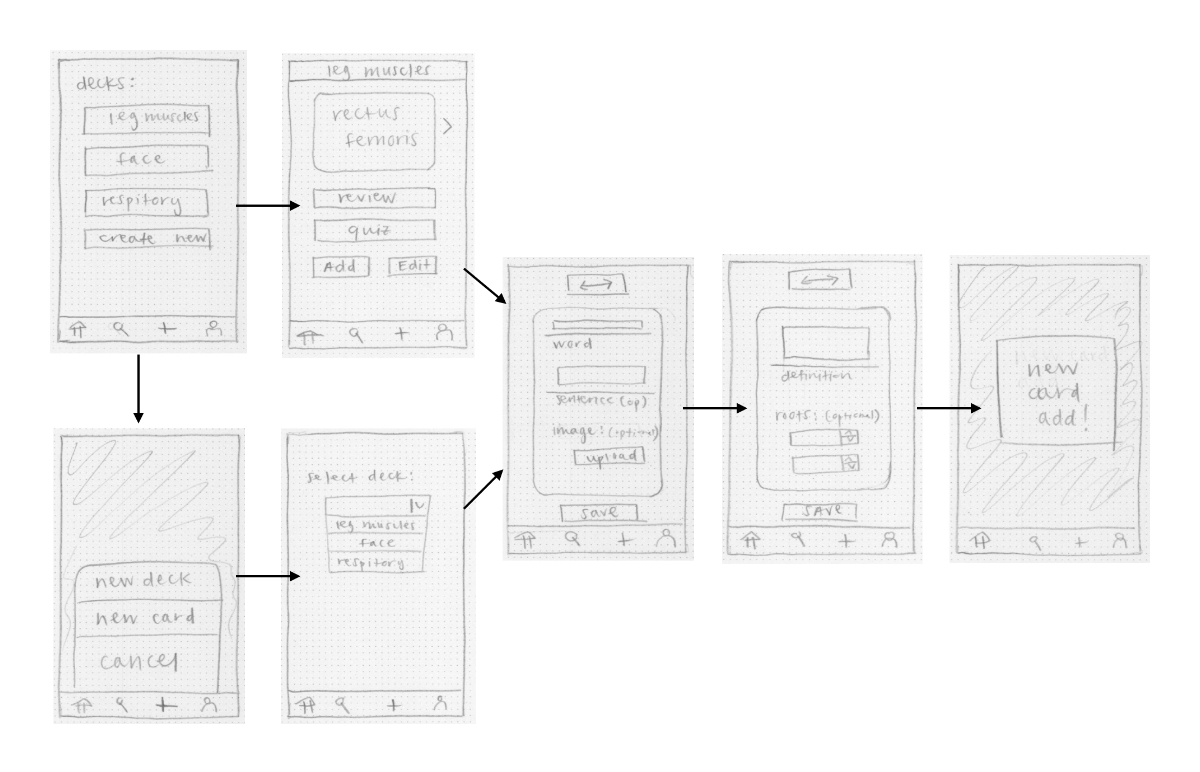 decks:
leg muscles
face
respitory
create new
leg muscles
rectus
femoris
review
quiz
Add Edit
new deck
new card
cancel
select deck:
leg muscles
face
respitory
word
sentence (op)
image: (optional)
upload
save
definition
roots: (optional)
SAVE
new
card
add!